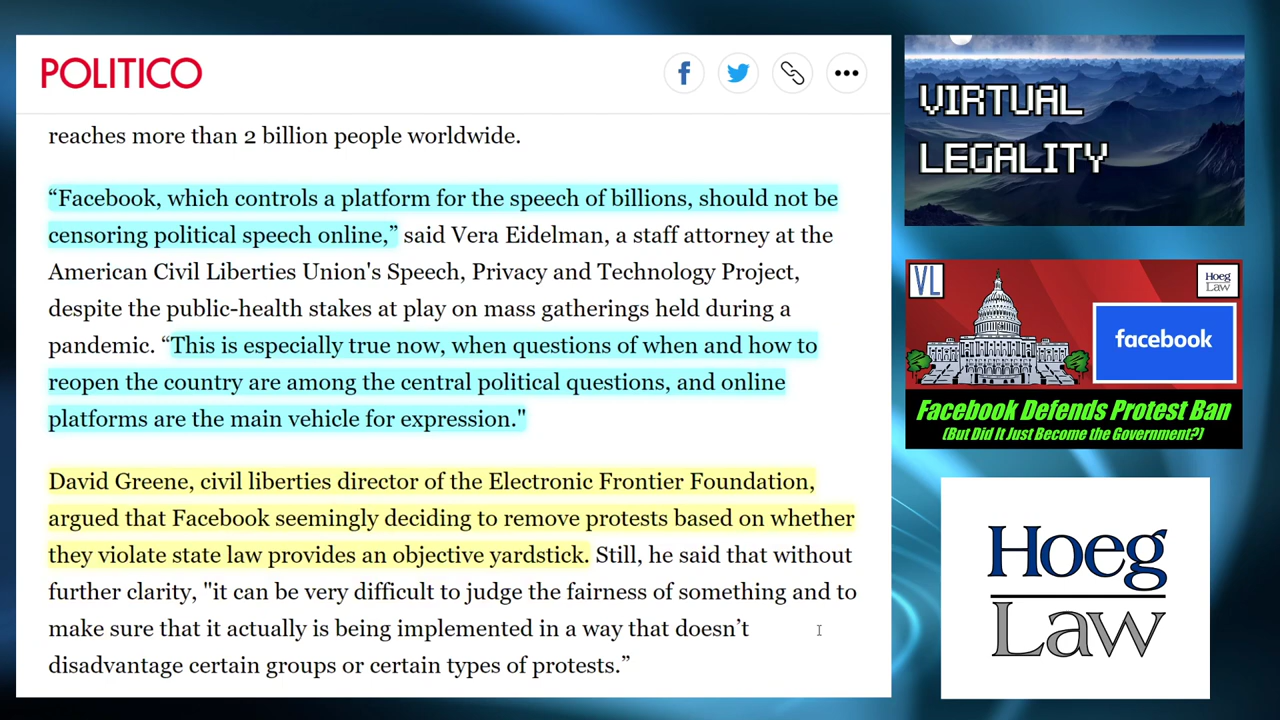 POLITICO
reaches more than 2 billion people worldwide.
“Facebook, which controls a platform for the speech of billions, should not be
censoring political speech online,” said Vera Eidelman, a staff attorney at the
American Civil Liberties Union's Speech, Privacy and Technology Project,
despite the public-health stakes at play on mass gatherings held during a
pandemic. “This is especially true now, when questions of when and how to
reopen the country are among the central political questions, and online
platforms are the main vehicle for expression."
David Greene, civil liberties director of the Electronic Frontier Foundation,
argued that Facebook seemingly deciding to remove protests based on whether
they violate state law provides an objective yardstick. Still, he said that without
further clarity, "it can be very difficult to judge the fairness of something and to
make sure that it actually is being implemented in a way that doesn’t
disadvantage certain groups or certain types of protests.”
VIRTUAL
LEGALITY
VL
Hoeg
Law
facebook
Facebook Defends Protest Ban
(But Did It Just Become the Government?)
Hoeg
Law